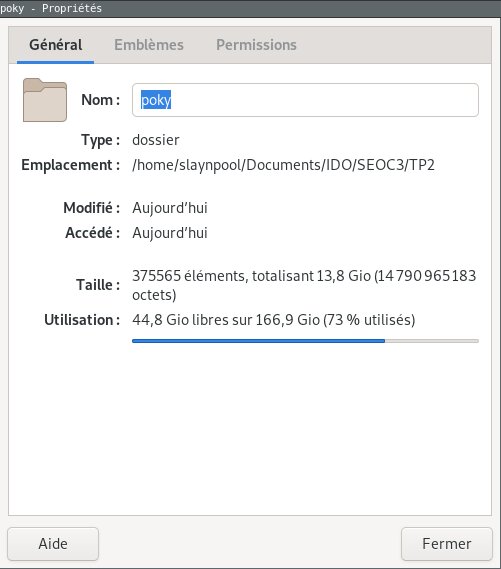 poky - Propriétés
Général Emblèmes Permissions
Nom : poky
Type : dossier
Emplacement : /home/slaynpool/Documents/IDO/SEOC3/TP2
Modifié : Aujourd’hui
Accédé : Aujourd’hui
Taille : 375565 éléments, totalisant 13,8 Gio (14 790 965 183
octets)
Utilisation : 44,8 Gio libres sur 166,9 Gio (73 % utilisés)
Aide Fermer